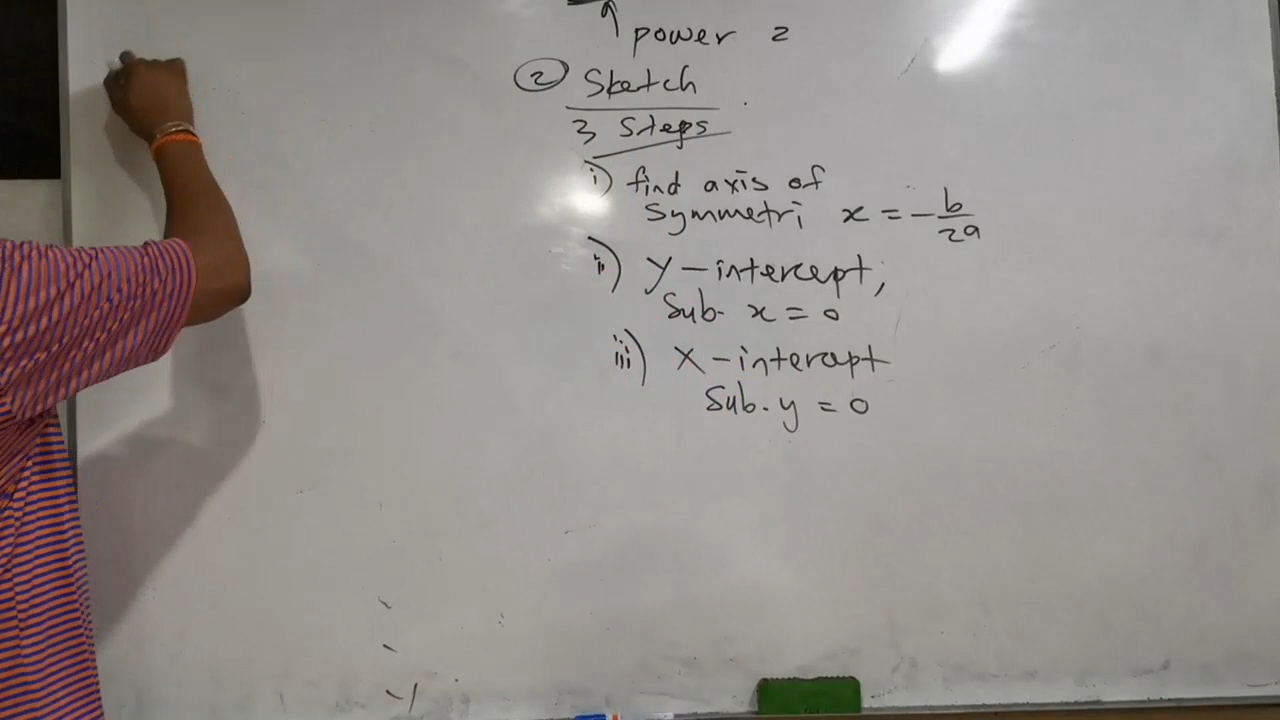 power 2
② Sketch
3 Steps
i) find axis of
symmetri x = -b/2a
ii) y-intercept,
Sub. x = 0
iii) X-intercept
Sub. y = 0